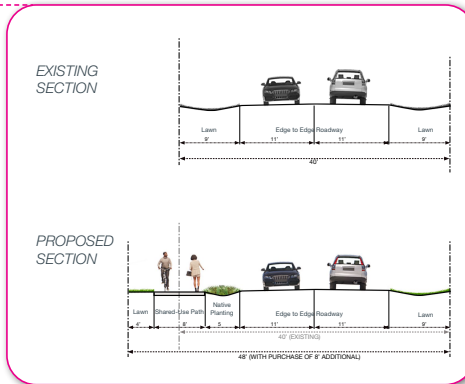 EXISTING
SECTION
Lawn
Edge to Edge Roadway
Lawn
9'
11'
11'
9'
40'
PROPOSED
SECTION
Lawn
Shared-Use Path
Native
Planting
Edge to Edge Roadway
Lawn
4'
8'
5
11'
11'
9'
40' (EXISTING)
48' (WITH PURCHASE OF 8' ADDITIONAL)